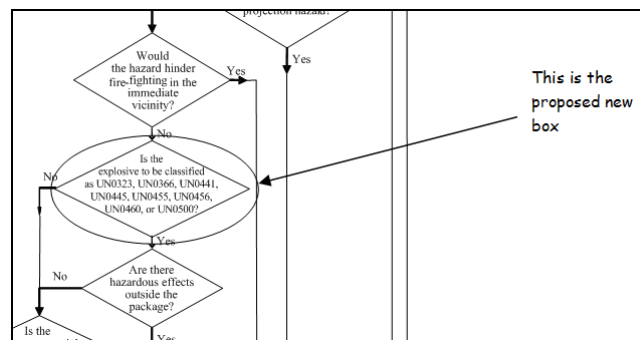 projection hazard?
Yes
Would
the hazard hinder
fire-fighting in the
immediate
vicinity?
Yes
No
This is the
proposed new
box
Is the
explosive to be classified
as UN0323, UN0366, UN0441,
UN0445, UN0455, UN0456,
UN0460, or UN0500?
No
Yes
Are there
hazardous effects
outside the
package?
No
Yes
Is the